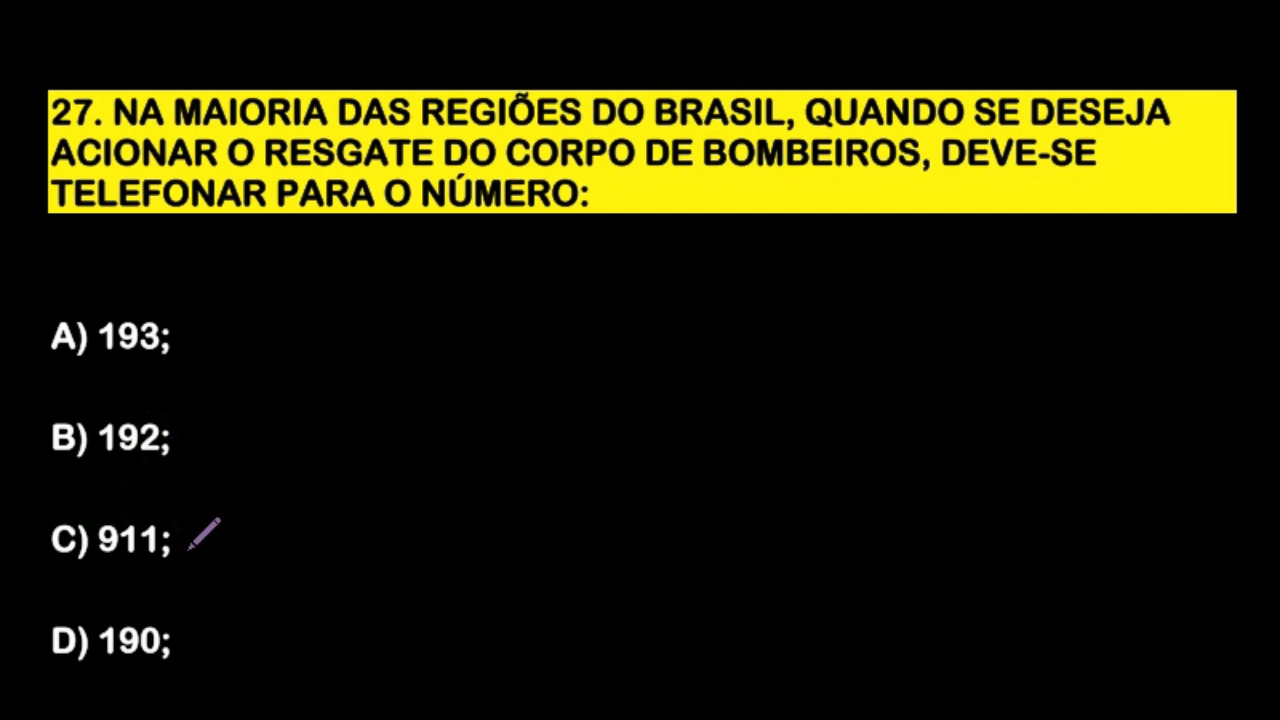 27. NA MAIORIA DAS REGIÕES DO BRASIL, QUANDO SE DESEJA
ACIONAR O RESGATE DO CORPO DE BOMBEIROS, DEVE-SE
TELEFONAR PARA O NÚMERO:
A) 193;
B) 192;
C) 911;
D) 190;